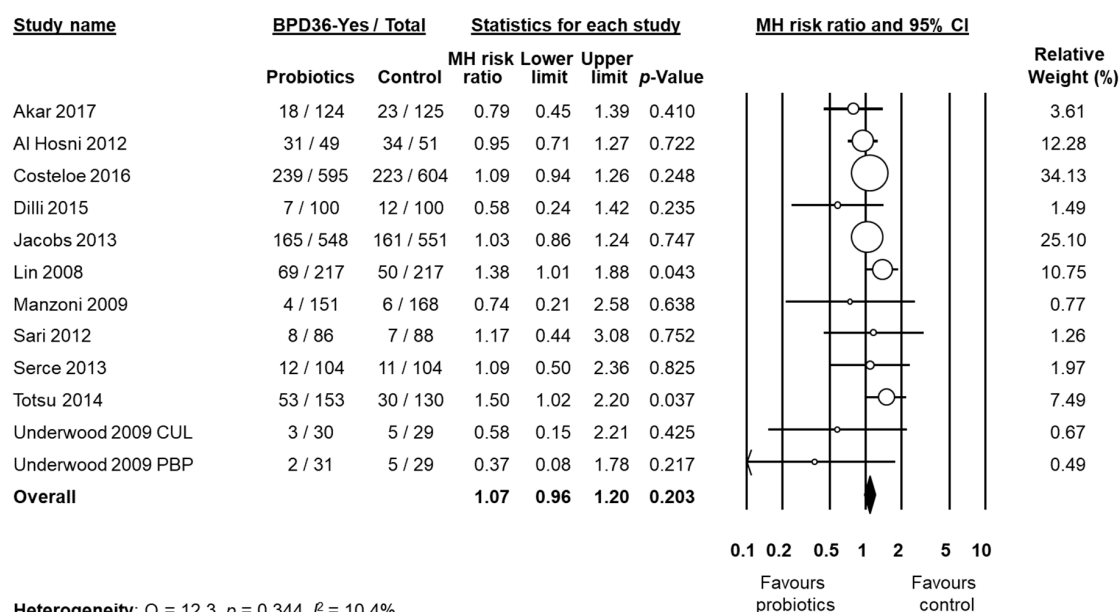 Study name BPD36-Yes / Total Statistics for each study MH risk ratio and 95% CI
MH risk Lower Upper Relative
Probiotics Control ratio limit limit p-Value Weight (%)
Akar 2017 18 / 124 23 / 125 0.79 0.45 1.39 0.410 3.61
Al Hosni 2012 31 / 49 34 / 51 0.95 0.71 1.27 0.722 12.28
Costeloe 2016 239 / 595 223 / 604 1.09 0.94 1.26 0.248 34.13
Dilli 2015 7 / 100 12 / 100 0.58 0.24 1.42 0.235 1.49
Jacobs 2013 165 / 548 161 / 551 1.03 0.86 1.24 0.747 25.10
Lin 2008 69 / 217 50 / 217 1.38 1.01 1.88 0.043 10.75
Manzoni 2009 4 / 151 6 / 168 0.74 0.21 2.58 0.638 0.77
Sari 2012 8 / 86 7 / 88 1.17 0.44 3.08 0.752 1.26
Serce 2013 12 / 104 11 / 104 1.09 0.50 2.36 0.825 1.97
Totsu 2014 53 / 153 30 / 130 1.50 1.02 2.20 0.037 7.49
Underwood 2009 CUL 3 / 30 5 / 29 0.58 0.15 2.21 0.425 0.67
Underwood 2009 PBP 2 / 31 5 / 29 0.37 0.08 1.78 0.217 0.49
Overall 1.07 0.96 1.20 0.203
0.1 0.2 0.5 1 2 5 10
Favours Favours
probiotics control
Heterogeneity: Q = 12.3, p = 0.344, I² = 10.4%